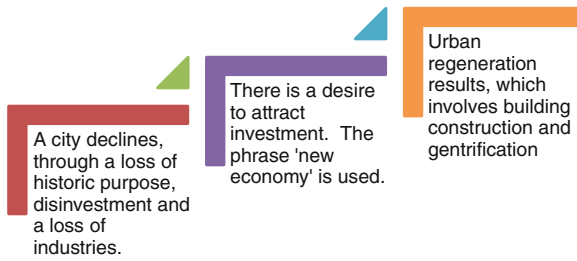 A city declines,
through a loss of
historic purpose,
disinvestment and
a loss of
industries.
There is a desire
to attract
investment.  The
phrase 'new
economy' is used.
Urban
regeneration
results, which
involves building
construction and
gentrification